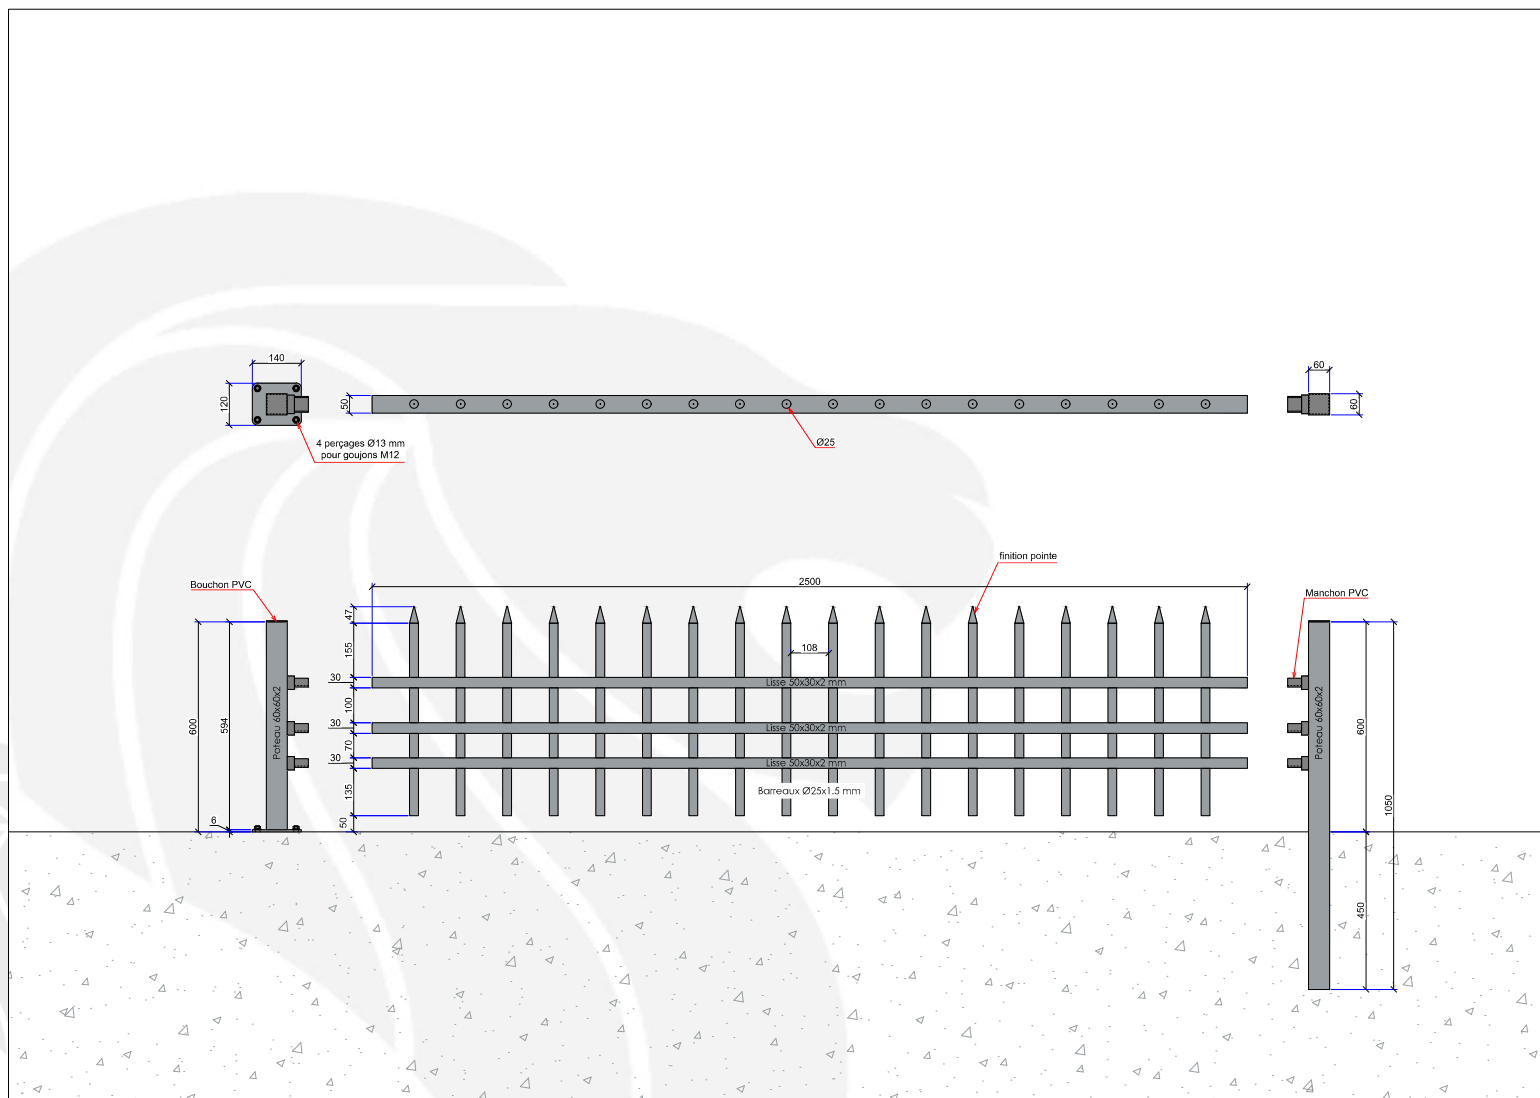 140
120
4 perçages Ø13 mm
pour goujons M12
50
Ø25
60
60
finition pointe
Bouchon PVC
2500
Manchon PVC
47
155
108
30
Lisse 50x30x2 mm
100
30
Lisse 50x30x2 mm
70
30
Lisse 50x30x2 mm
135
Barreaux Ø25x1.5 mm
50
600
594
6
Poteau 60x60x2
Poteau 60x60x2
600
1050
450